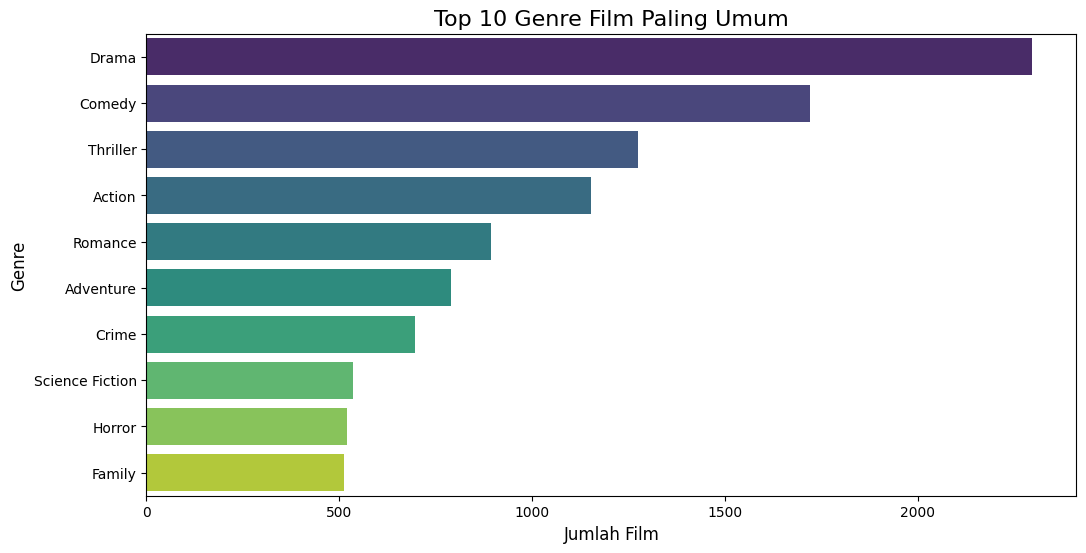 Top 10 Genre Film Paling Umum
Genre
Drama
Comedy
Thriller
Action
Romance
Adventure
Crime
Science Fiction
Horror
Family
0 500 1000 1500 2000
Jumlah Film